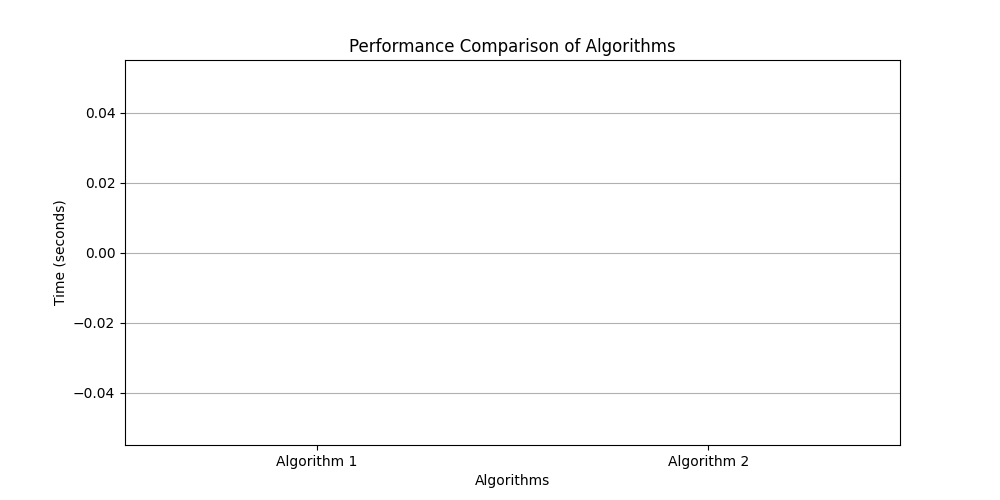 Performance Comparison of Algorithms
0.04
0.02
0.00
−0.02
−0.04
Time (seconds)
Algorithm 1
Algorithm 2
Algorithms